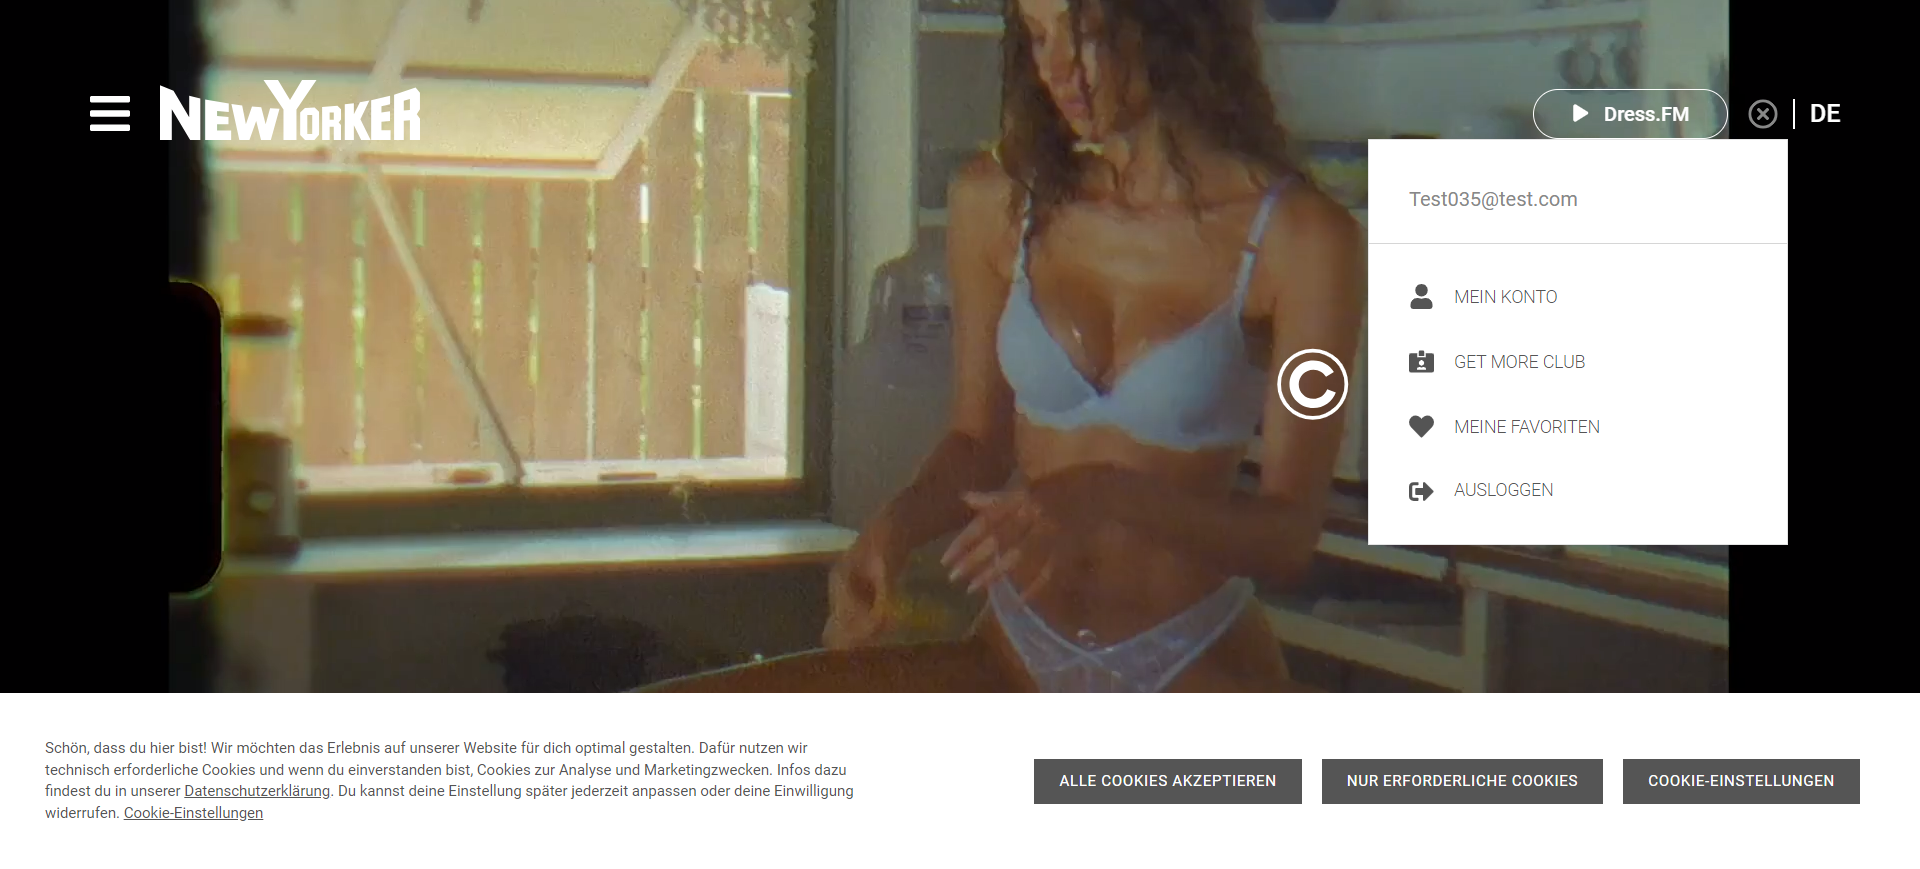 NEWYORKER
Dress.FM
DE
Test035@test.com
MEIN KONTO
GET MORE CLUB
MEINE FAVORITEN
AUSLOGGEN
©
Schön, dass du hier bist! Wir möchten das Erlebnis auf unserer Website für dich optimal gestalten. Dafür nutzen wir
technisch erforderliche Cookies und wenn du einverstanden bist, Cookies zur Analyse und Marketingzwecken. Infos dazu
findest du in unserer Datenschutzerklärung. Du kannst deine Einstellung später jederzeit anpassen oder deine Einwilligung
widerrufen. Cookie-Einstellungen
ALLE COOKIES AKZEPTIEREN
NUR ERFORDERLICHE COOKIES
COOKIE-EINSTELLUNGEN